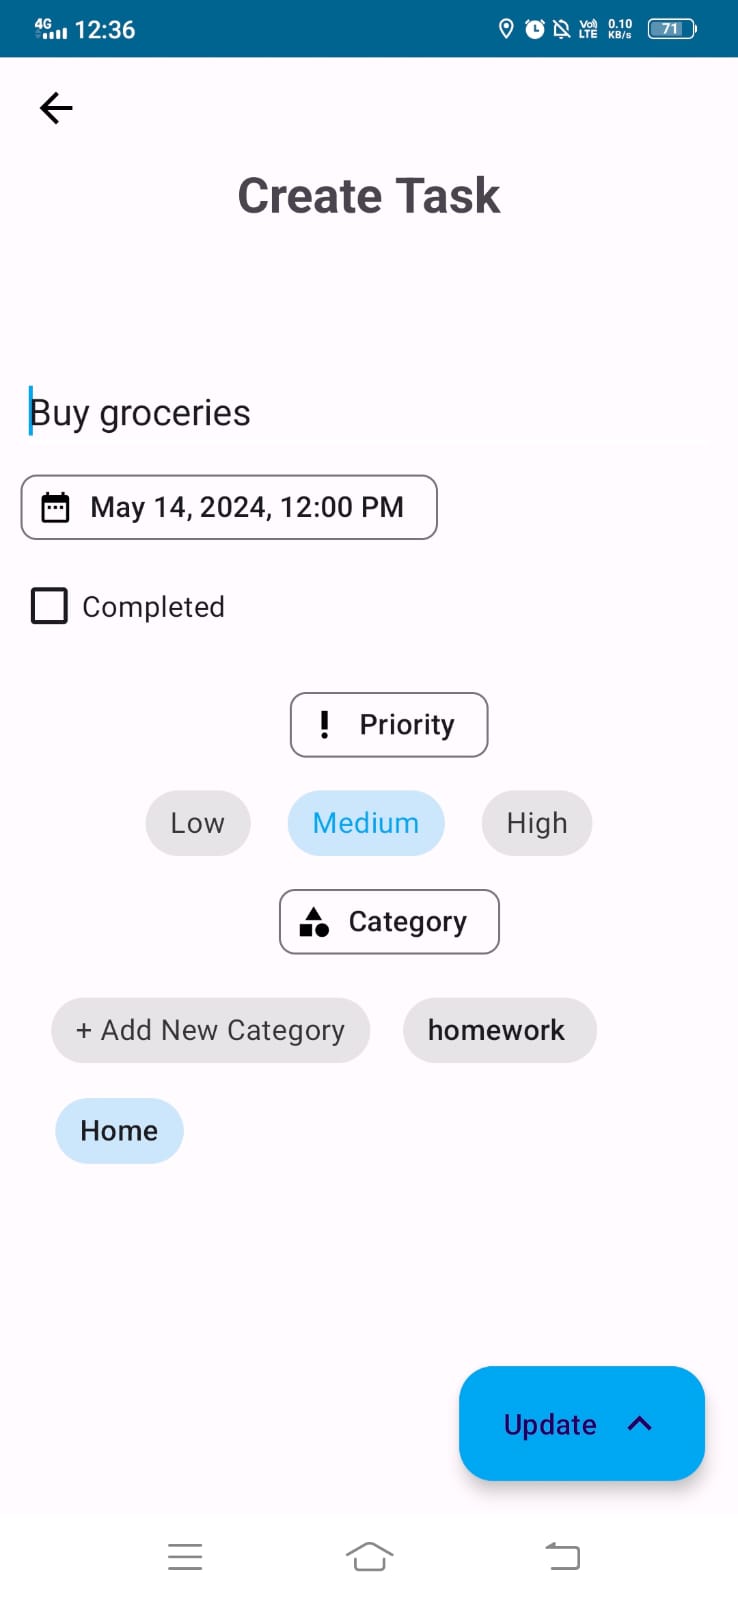 4G 12:36 Vo) LTE 0.10 KB/s 71
Create Task
Buy groceries
May 14, 2024, 12:00 PM
Completed
! Priority
Low Medium High
Category
+ Add New Category homework
Home
Update